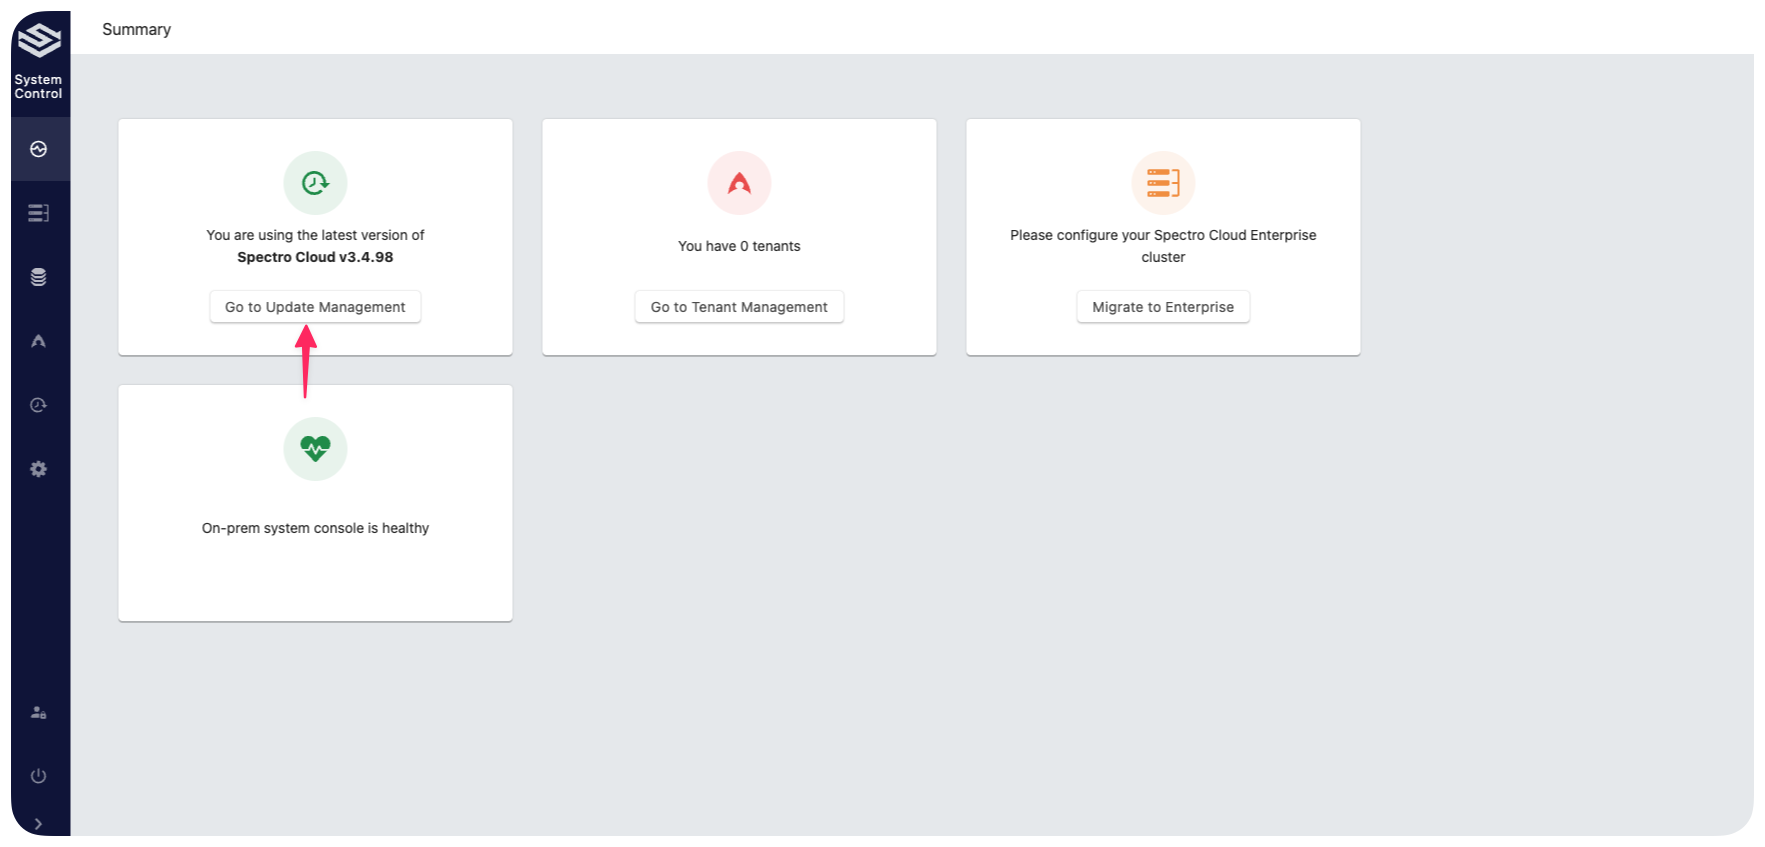 System
Control
Summary
You are using the latest version of
Spectro Cloud v3.4.98
Go to Update Management
You have 0 tenants
Go to Tenant Management
Please configure your Spectro Cloud Enterprise
cluster
Migrate to Enterprise
On-prem system console is healthy